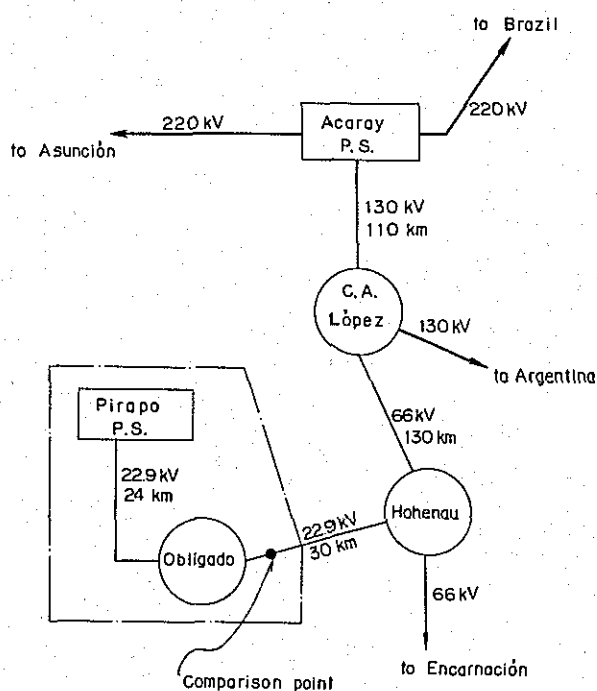 to Brazil
220 kV
Acaray
P. S.
220 kV
to Asunción
130 kV
110 km
C. A.
López
130 kV
to Argentina
66 kV
130 km
Pirapo
P. S.
22.9 kV
24 km
Obligado
22.9 kV
30 km
Hohenau
66 kV
to Encarnación
Comparison point